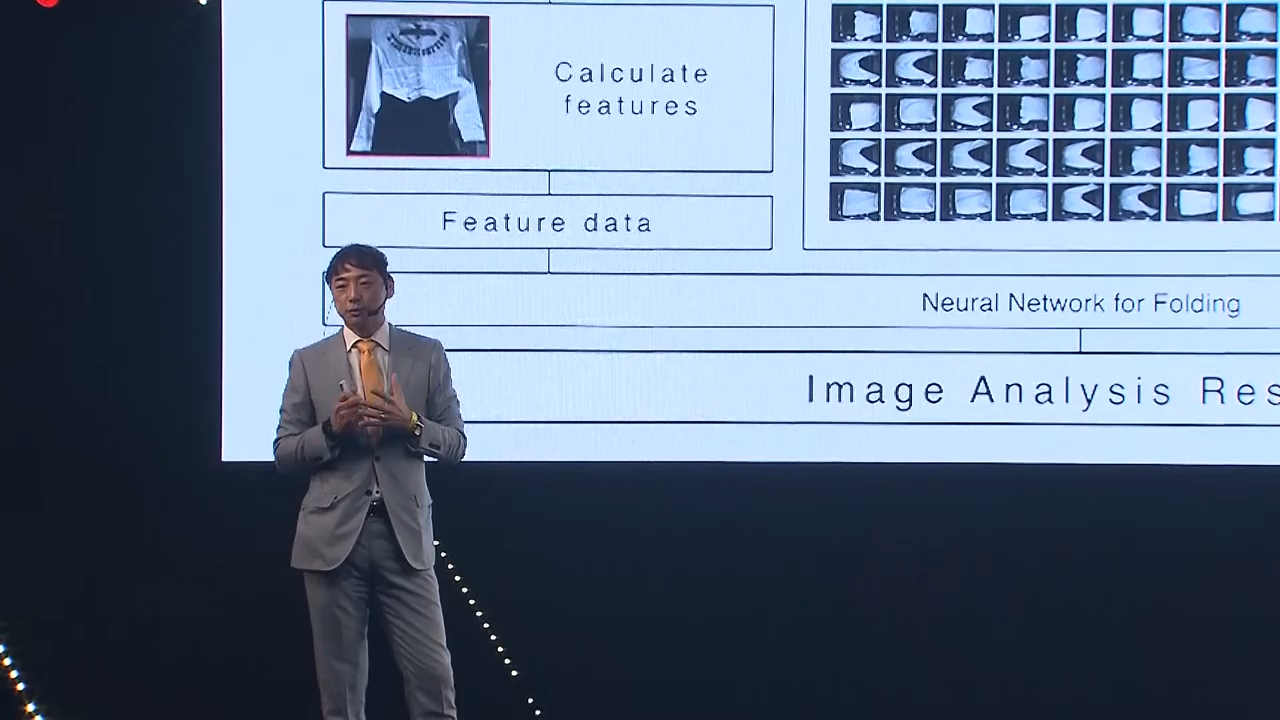 Calculate
features
Feature data
Neural Network for Folding
Image Analysis Res